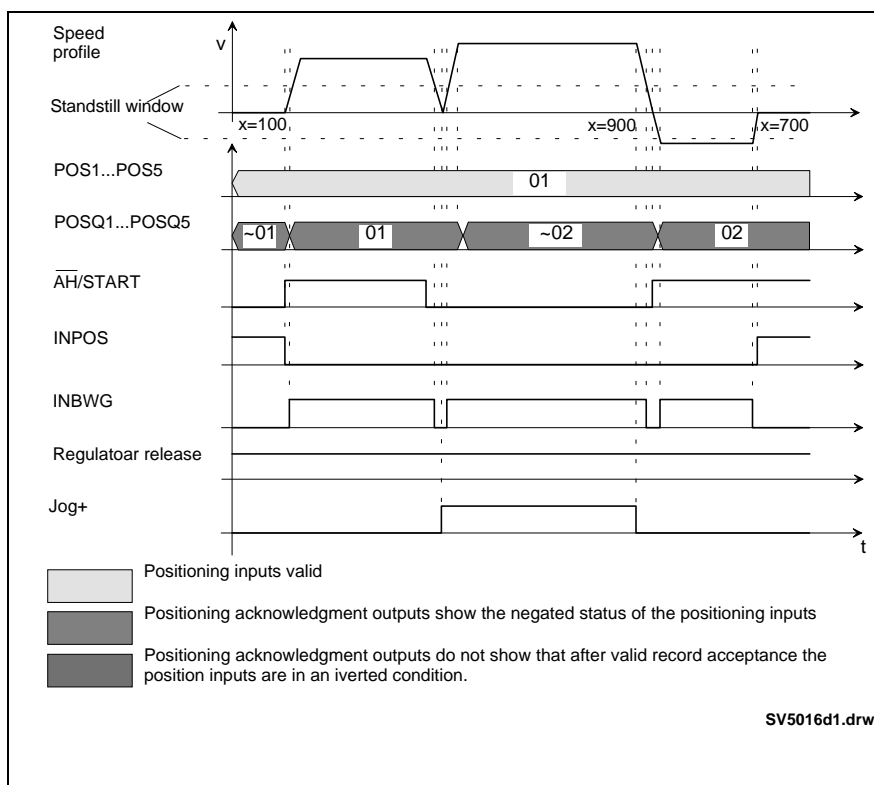 Speed
profile
v
Standstill window
x=100
x=900
x=700
POS1...POS5
01
POSQ1...POSQ5
~01
01
~02
02
AH/START
INPOS
INBWG
Regulatoar release
Jog+
t
Positioning inputs valid
Positioning acknowledgment outputs show the negated status of the positioning inputs
Positioning acknowledgment outputs do not show that after valid record acceptance the
position inputs are in an iverted condition.
SV5016d1.drw